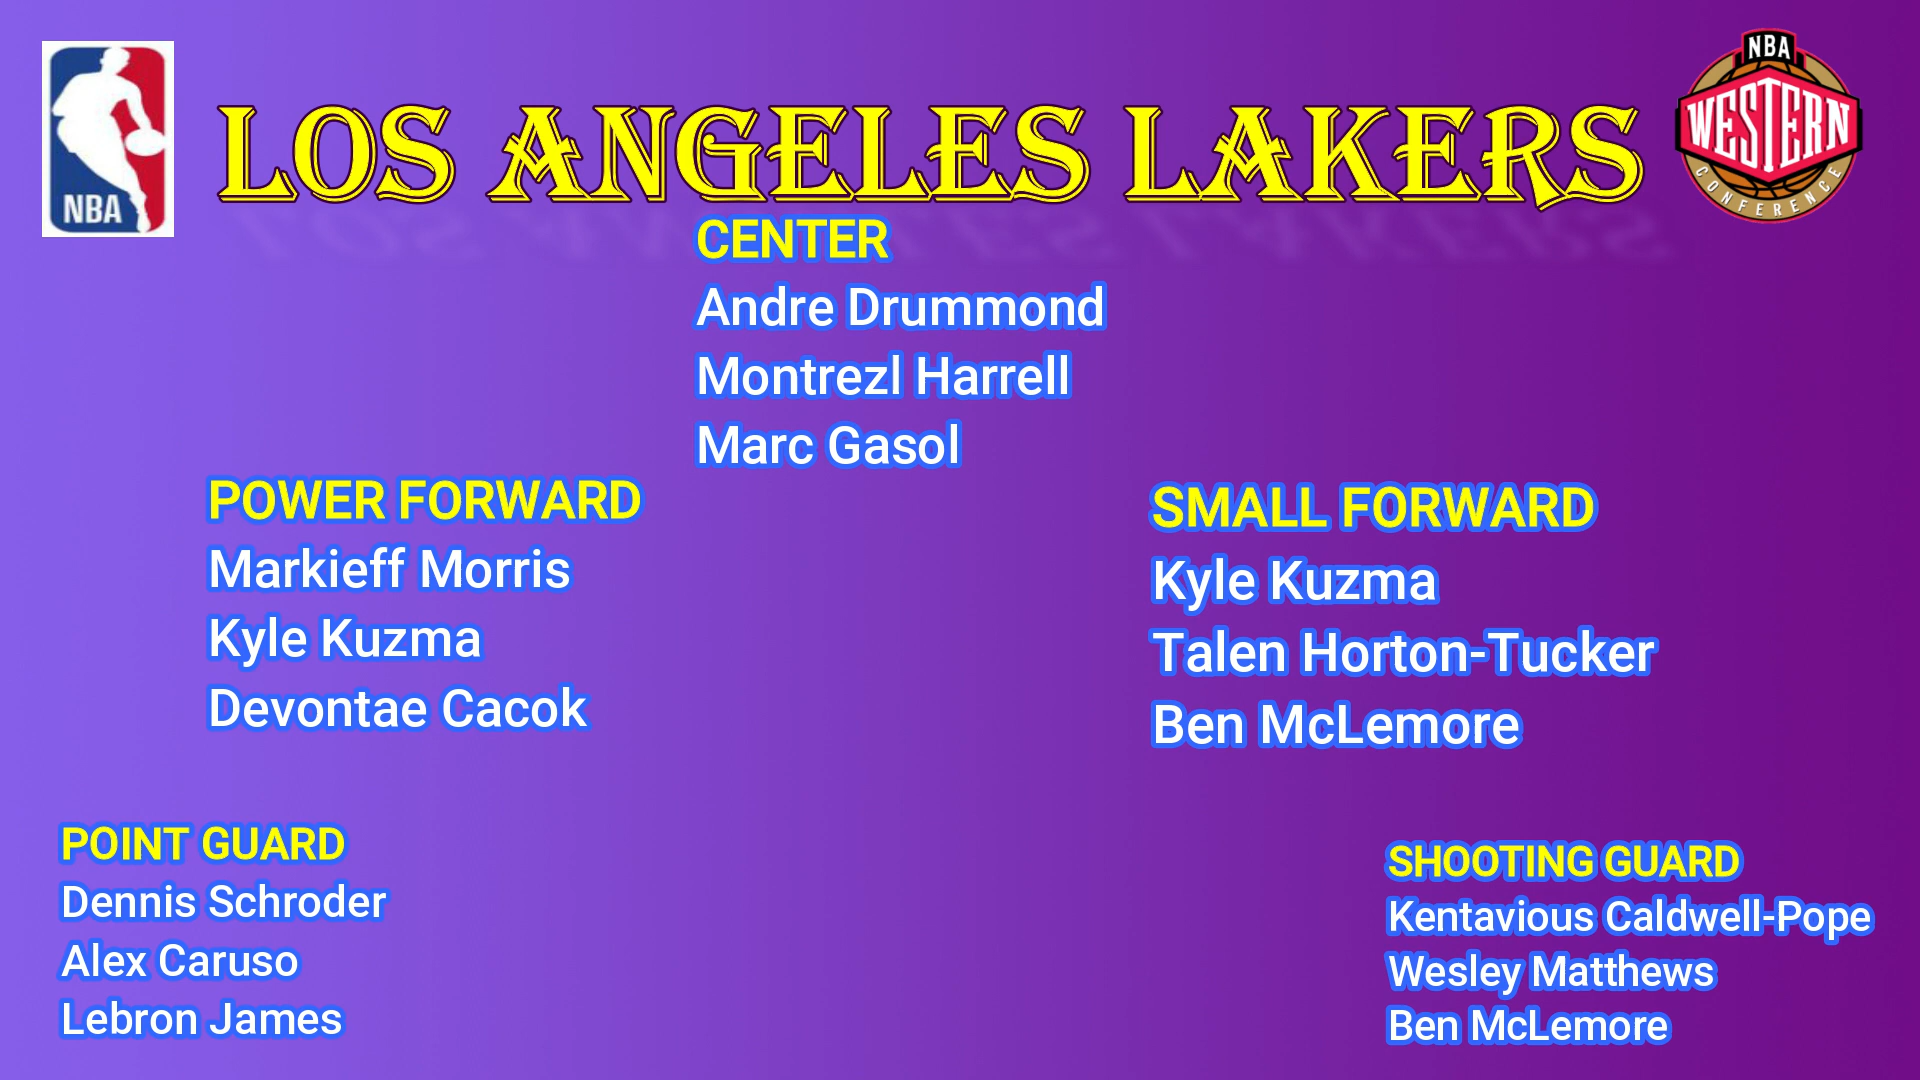 NBA
LOS ANGELES LAKERS
NBA
WESTERN
CONFERENCE
CENTER
Andre Drummond
Montrezl Harrell
Marc Gasol
POWER FORWARD
Markieff Morris
Kyle Kuzma
Devontae Cacok
SMALL FORWARD
Kyle Kuzma
Talen Horton-Tucker
Ben McLemore
POINT GUARD
Dennis Schroder
Alex Caruso
Lebron James
SHOOTING GUARD
Kentavious Caldwell-Pope
Wesley Matthews
Ben McLemore